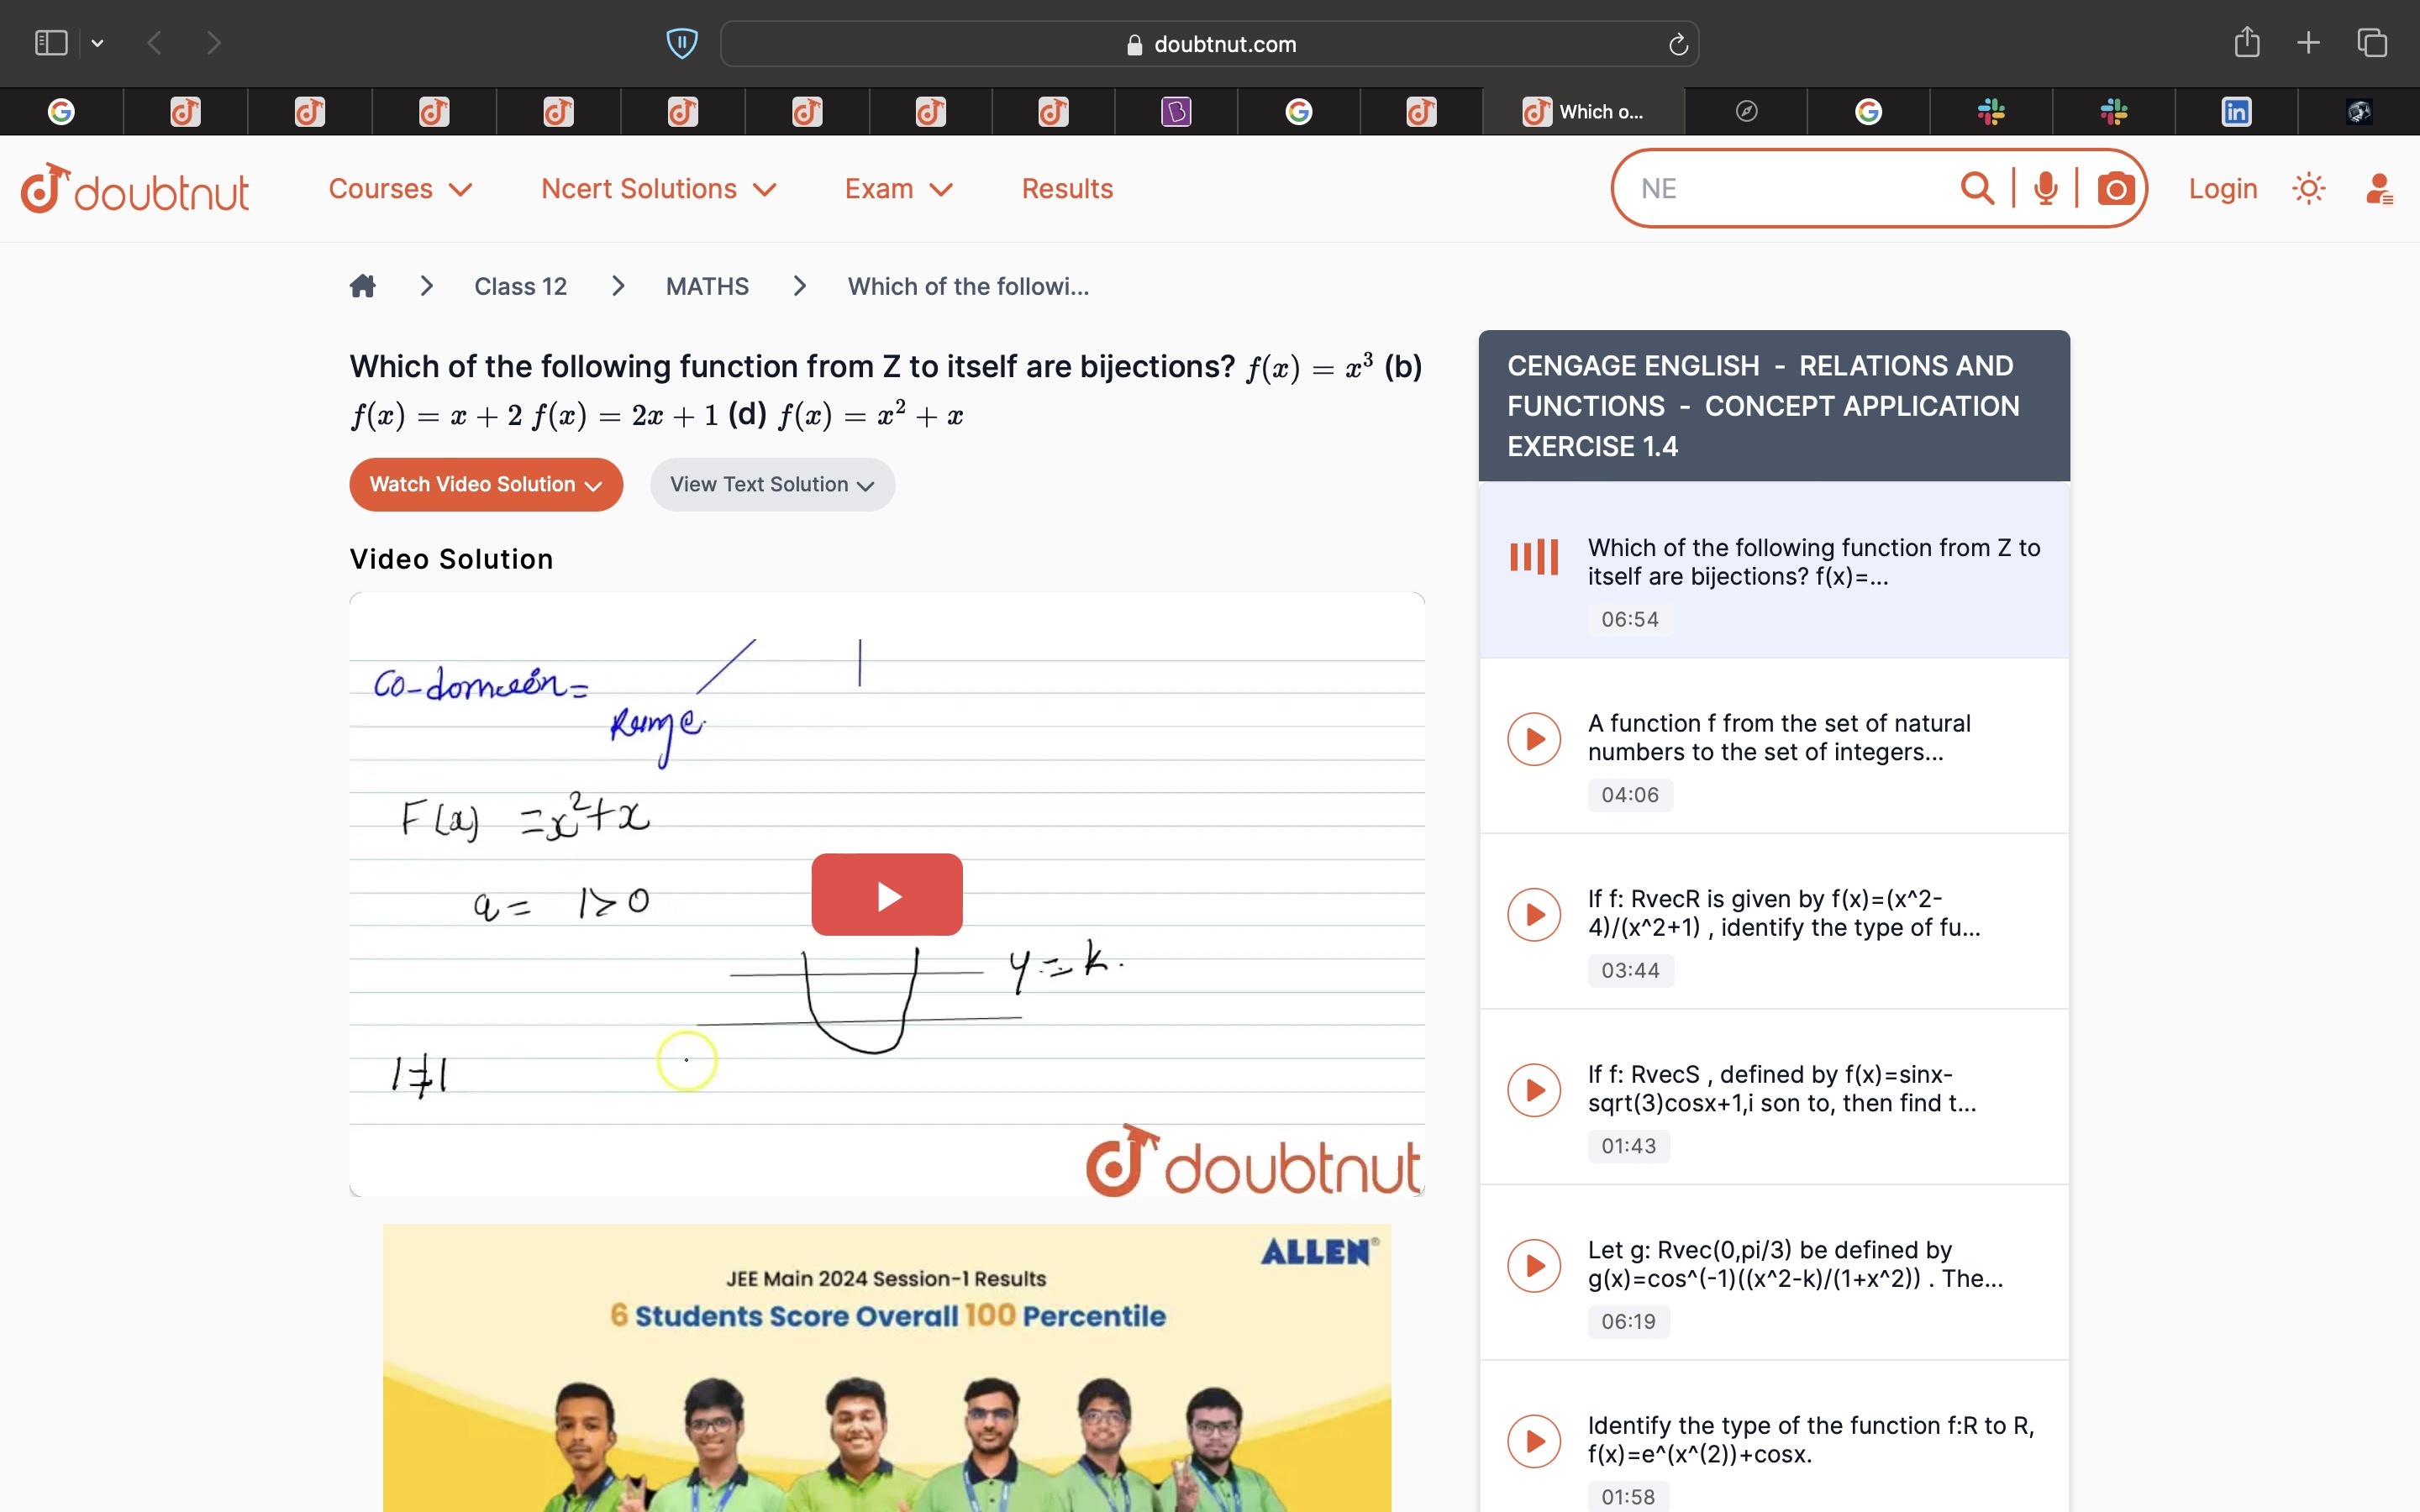 doubtnut.com
Which o...
doubtnut
Courses
Ncert Solutions
Exam
Results
NE
Login
Class 12
MATHS
Which of the followi...
Which of the following function from Z to itself are bijections? f(x) = x³ (b)
f(x) = x + 2 f(x) = 2x + 1 (d) f(x) = x² + x
Watch Video Solution
View Text Solution
Video Solution
Co-domain=
Range
F(x) =x²+x
a= 1>0
y=k.
1≠1
doubtnut
ALLEN®
JEE Main 2024 Session-1 Results
6 Students Score Overall 100 Percentile
CENGAGE ENGLISH - RELATIONS AND
FUNCTIONS - CONCEPT APPLICATION
EXERCISE 1.4
Which of the following function from Z to
itself are bijections? f(x)=...
06:54
A function f from the set of natural
numbers to the set of integers...
04:06
If f: RvecR is given by f(x)=(x^2-
4)/(x^2+1) , identify the type of fu...
03:44
If f: RvecS , defined by f(x)=sinx-
sqrt(3)cosx+1,i son to, then find t...
01:43
Let g: Rvec(0,pi/3) be defined by
g(x)=cos^(-1)((x^2-k)/(1+x^2)) . The...
06:19
Identify the type of the function f:R to R,
f(x)=e^(x^(2))+cosx.
01:58